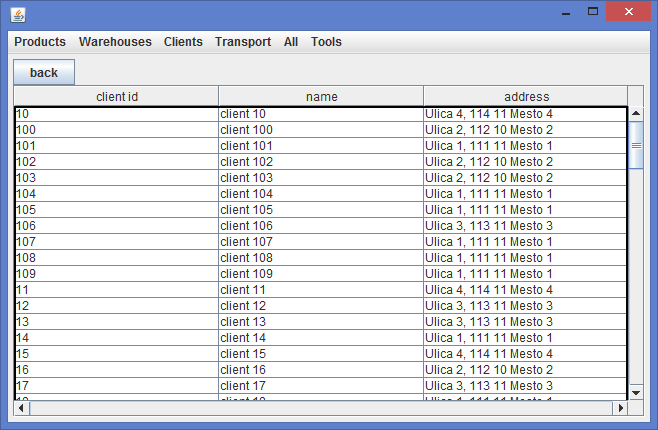 Products Warehouses Clients Transport All Tools
back
client id name address
10 client 10 Ulica 4, 114 11 Mesto 4
100 client 100 Ulica 2, 112 10 Mesto 2
101 client 101 Ulica 1, 111 11 Mesto 1
102 client 102 Ulica 2, 112 10 Mesto 2
103 client 103 Ulica 2, 112 10 Mesto 2
104 client 104 Ulica 1, 111 11 Mesto 1
105 client 105 Ulica 1, 111 11 Mesto 1
106 client 106 Ulica 3, 113 11 Mesto 3
107 client 107 Ulica 1, 111 11 Mesto 1
108 client 108 Ulica 1, 111 11 Mesto 1
109 client 109 Ulica 1, 111 11 Mesto 1
11 client 11 Ulica 4, 114 11 Mesto 4
12 client 12 Ulica 3, 113 11 Mesto 3
13 client 13 Ulica 3, 113 11 Mesto 3
14 client 14 Ulica 1, 111 11 Mesto 1
15 client 15 Ulica 4, 114 11 Mesto 4
16 client 16 Ulica 2, 112 10 Mesto 2
17 client 17 Ulica 3, 113 11 Mesto 3